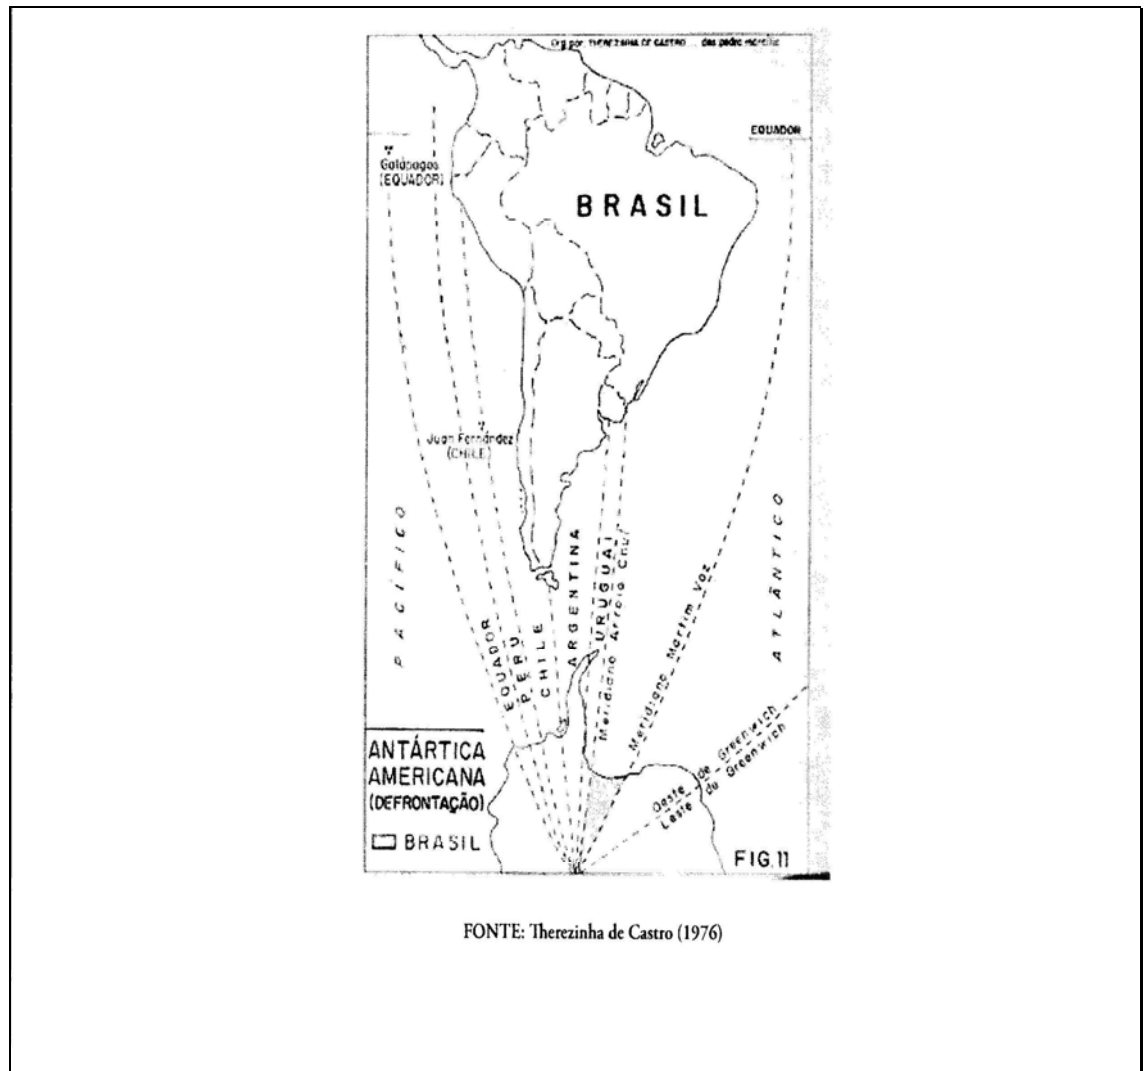 Org por: THEREZINHA DE CASTRO
EQUADOR
Galápagos
(EQUADOR)
BRASIL
Juan Fernández
(CHILE)
PACÍFICO
ATLÂNTICO
EQUADOR
PERU
CHILE
ARGENTINA
URUGUAI
Meridiano Arroio Chuí
Meridiano Martim Vaz
Oeste de Greenwich
Leste de Greenwich
ANTÁRTICA
AMERICANA
(DEFRONTAÇÃO)
BRASIL
FIG.11
FONTE: Therezinha de Castro (1976)